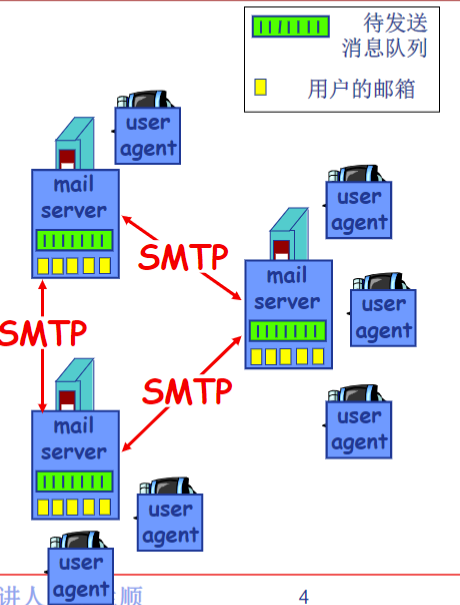 待发送
消息队列
用户的邮箱
user
agent
mail
server
user
agent
SMTP
mail
server
user
agent
SMTP
SMTP
mail
server
user
agent
user
agent
user
agent
讲人
顺
4